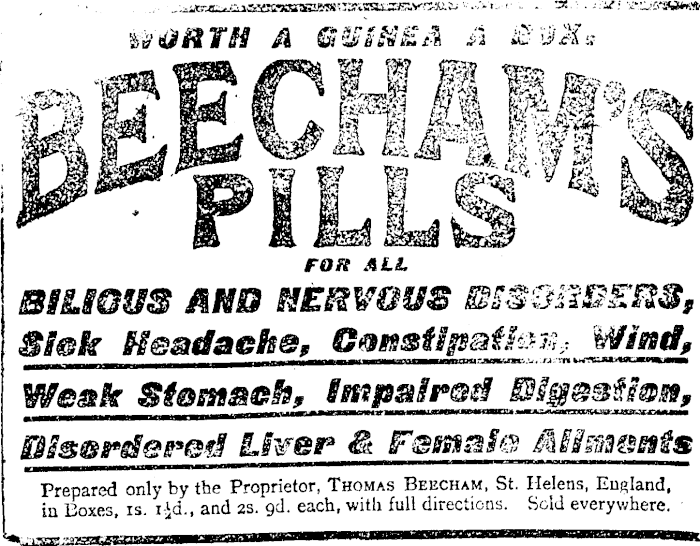 WORTH A GUINEA A BOX.
BEECHAM'S
PILLS
FOR ALL
BILIOUS AND NERVOUS DISORDERS,
Sick Headache, Constipation, Wind,
Weak Stomach, Impaired Digestion,
Disordered Liver & Female Ailments
Prepared only by the Proprietor, THOMAS BEECHAM, St. Helens, England,
in Boxes, 1s. 1½d., and 2s. 9d. each, with full directions. Sold everywhere.